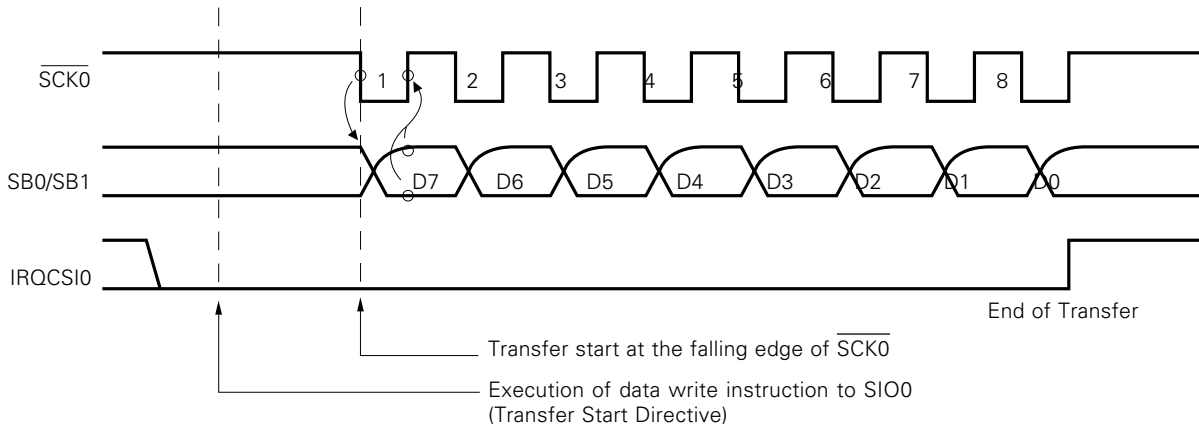 SCK0 1 2 3 4 5 6 7 8
SB0/SB1 D7 D6 D5 D4 D3 D2 D1 D0
IRQCSI0
End of Transfer
Transfer start at the falling edge of SCK0
Execution of data write instruction to SIO0
(Transfer Start Directive)